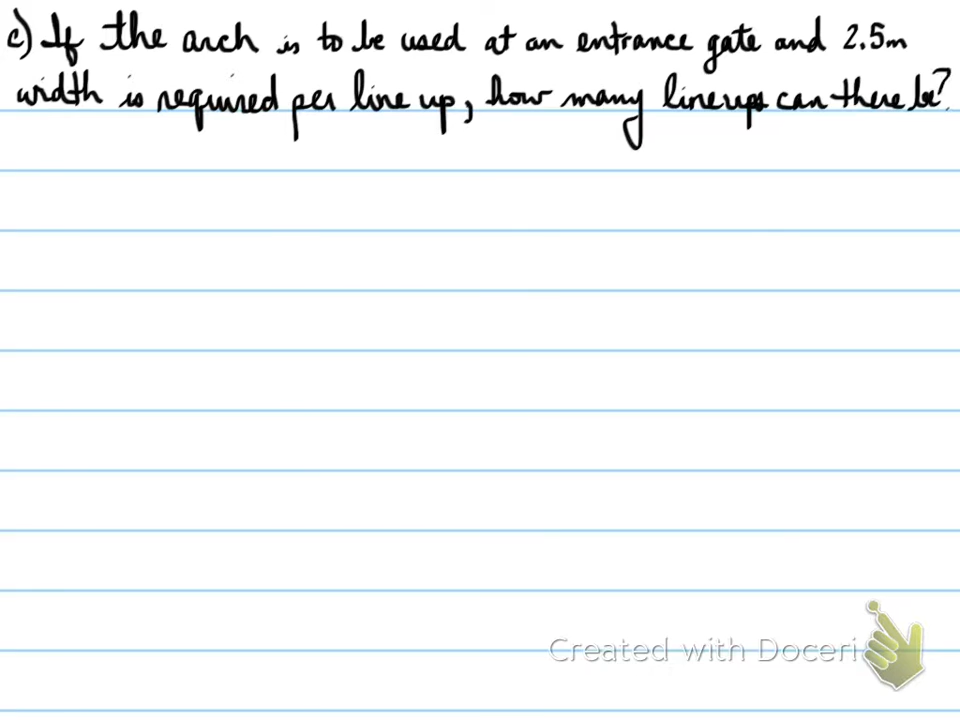 c) If the arch is to be used at an entrance gate and 2.5m
width is required per line up, how many lineups can there be?
Created with Doceri